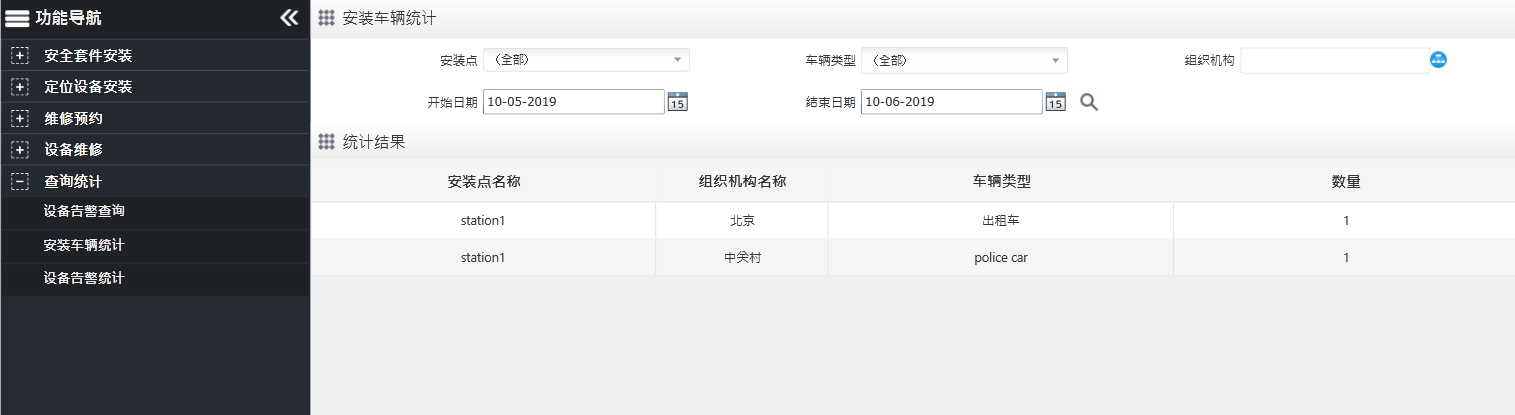 功能导航
安全套件安装
定位设备安装
维修预约
设备维修
查询统计
设备告警查询
安装车辆统计
设备告警统计
安装车辆统计
安装点 （全部） 车辆类型 （全部） 组织机构
开始日期 10-05-2019 15 结束日期 10-06-2019 15
统计结果
安装点名称 组织机构名称 车辆类型 数量
station1 北京 出租车 1
station1 中关村 police car 1